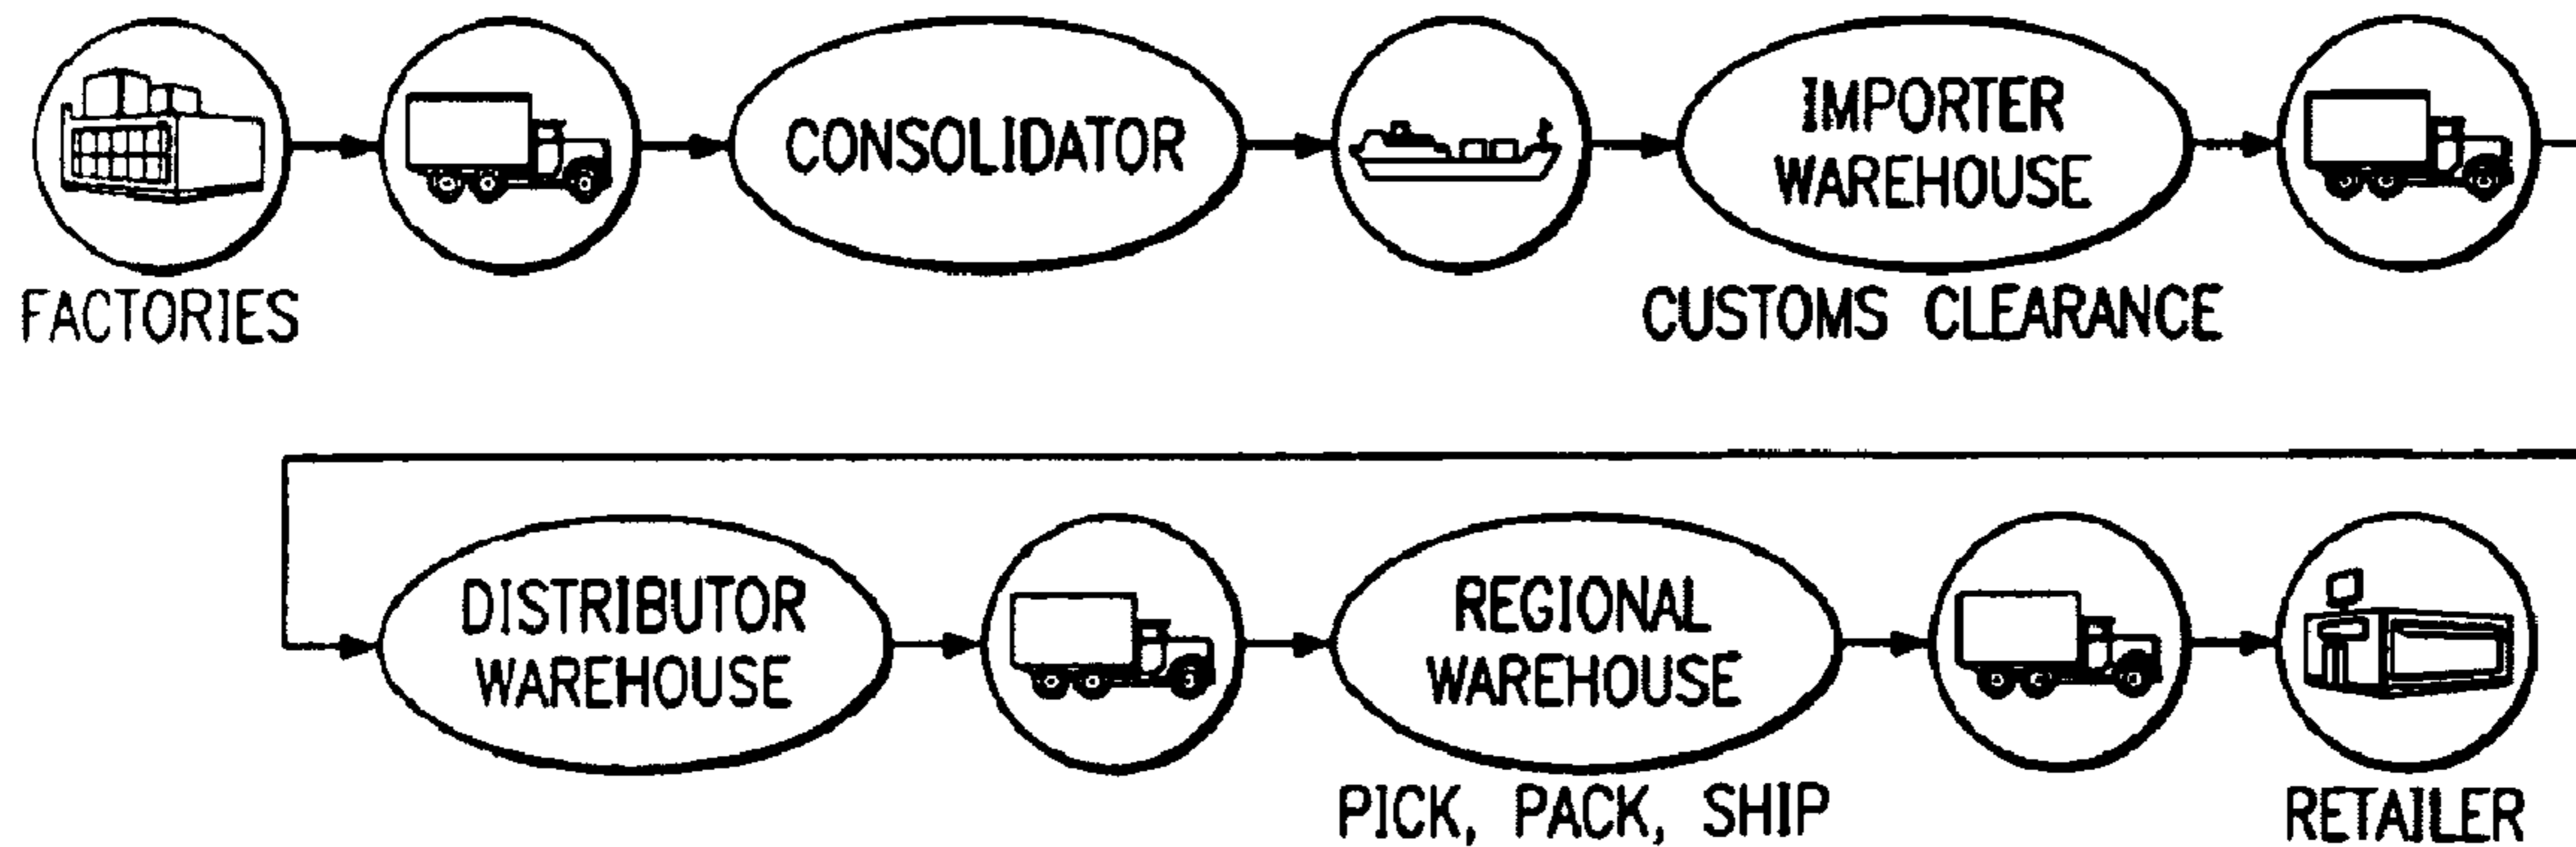 CONSOLIDATOR
IMPORTER
WAREHOUSE
FACTORIES
CUSTOMS CLEARANCE
DISTRIBUTOR
WAREHOUSE
REGIONAL
WAREHOUSE
PICK, PACK, SHIP
RETAILER